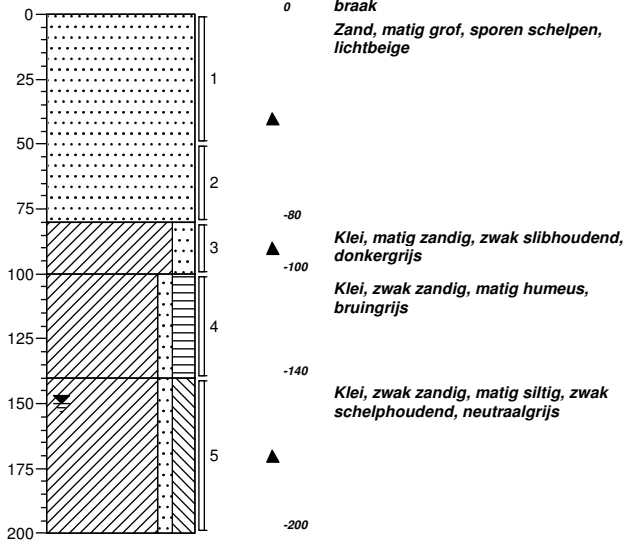 0
braak
0
Zand, matig grof, sporen schelpen,
lichtbeige
25
1
50
2
75
-80
3
Klei, matig zandig, zwak slibhoudend,
donkergrijs
100
-100
Klei, zwak zandig, matig humeus,
bruingrijs
125
4
-140
Klei, zwak zandig, matig siltig, zwak
schelphoudend, neutraalgrijs
150
5
175
200
-200